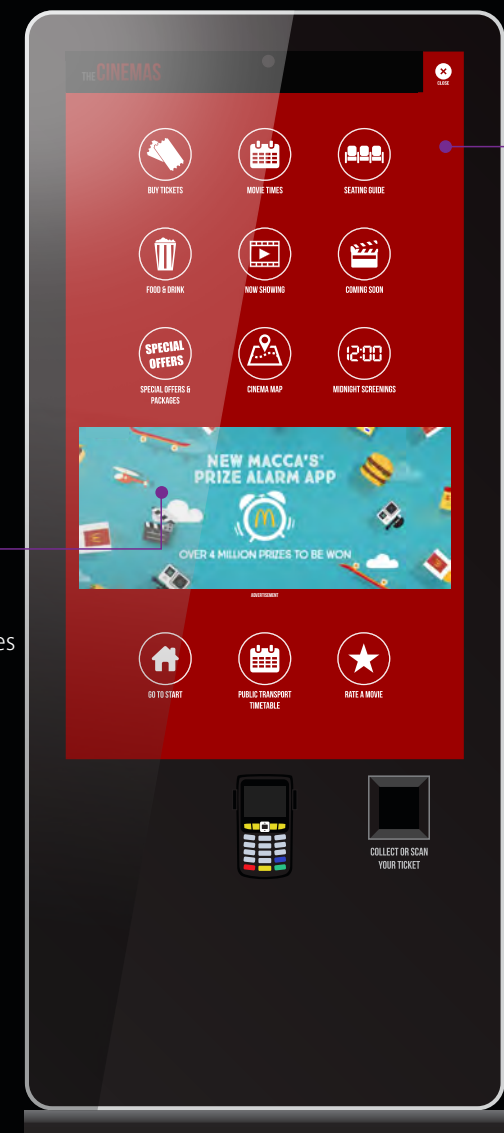 THE CINEMAS
CLOSE
BUY TICKETS
MOVIE TIMES
SEATING GUIDE
FOOD & DRINK
NOW SHOWING
COMING SOON
SPECIAL
OFFERS
12:00
SPECIAL OFFERS &
PACKAGES
CINEMA MAP
MIDNIGHT SCREENINGS
NEW MACCA'S®
PRIZE ALARM APP
OVER 4 MILLION PRIZES TO BE WON
ADVERTISEMENT
es
GO TO START
PUBLIC TRANSPORT
TIMETABLE
RATE A MOVIE
COLLECT OR SCAN
YOUR TICKET